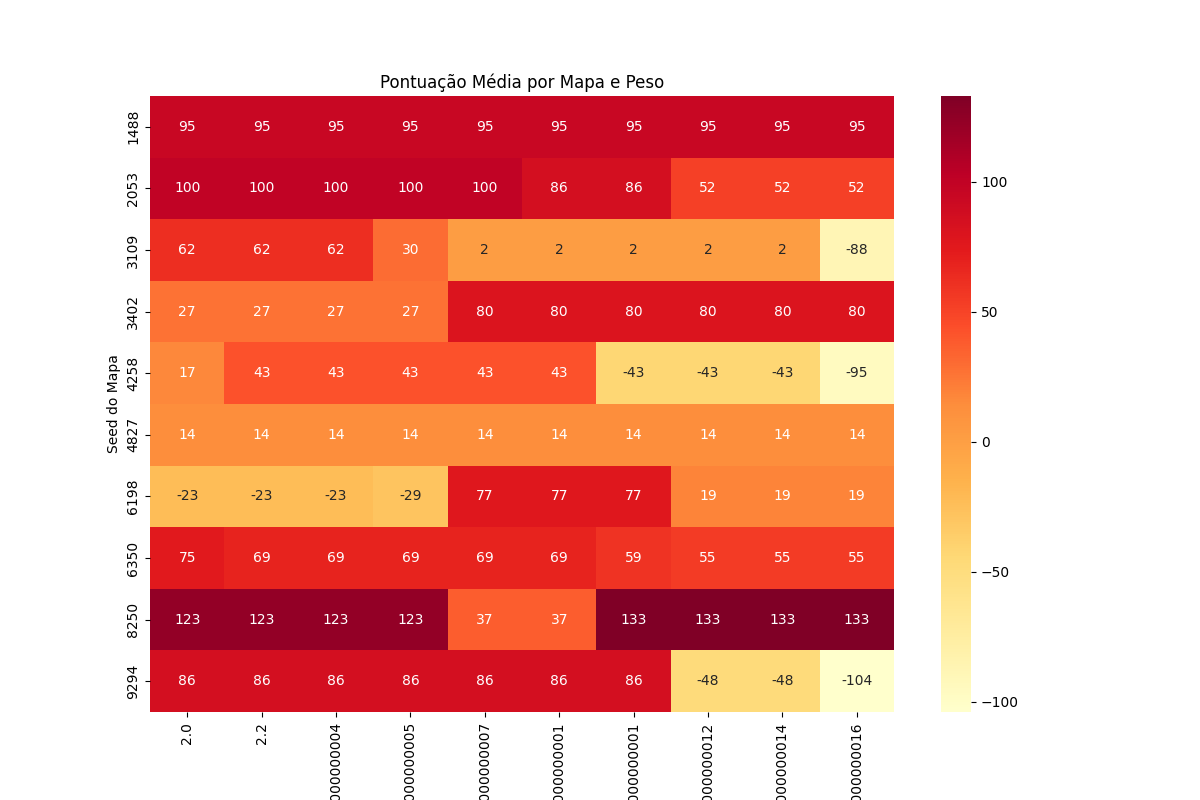 Pontuação Média por Mapa e Peso
Seed do Mapa
1488 95 95 95 95 95 95 95 95 95 95
2053 100 100 100 100 100 86 86 52 52 52
3109 62 62 62 30 2 2 2 2 2 -88
3402 27 27 27 27 80 80 80 80 80 80
4258 17 43 43 43 43 43 -43 -43 -43 -95
4827 14 14 14 14 14 14 14 14 14 14
6198 -23 -23 -23 -29 77 77 77 19 19 19
6350 75 69 69 69 69 69 59 55 55 55
8250 123 123 123 123 37 37 133 133 133 133
9294 86 86 86 86 86 86 86 -48 -48 -104
2.0 2.2
100
50
0
−50
−100